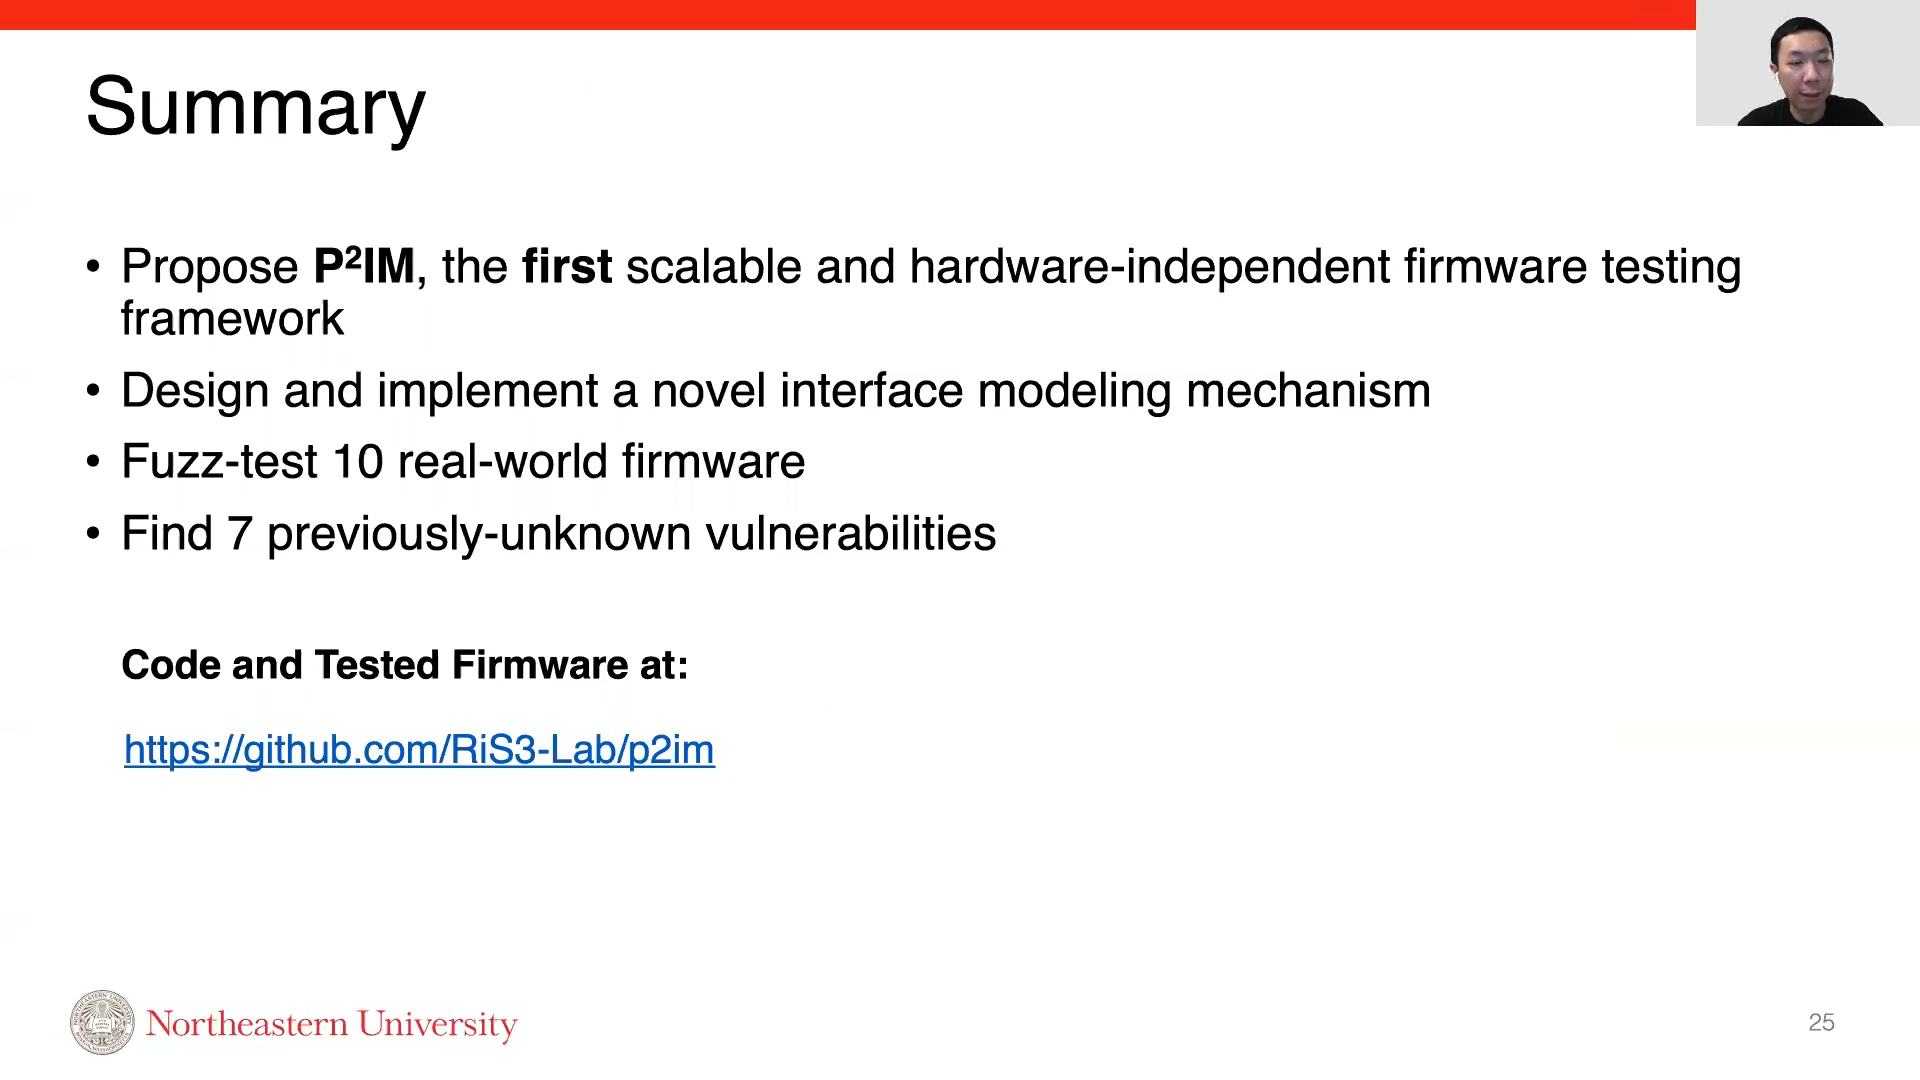 Summary
• Propose P²IM, the first scalable and hardware-independent firmware testing
framework
• Design and implement a novel interface modeling mechanism
• Fuzz-test 10 real-world firmware
• Find 7 previously-unknown vulnerabilities
Code and Tested Firmware at:
https://github.com/RiS3-Lab/p2im
Northeastern University
25